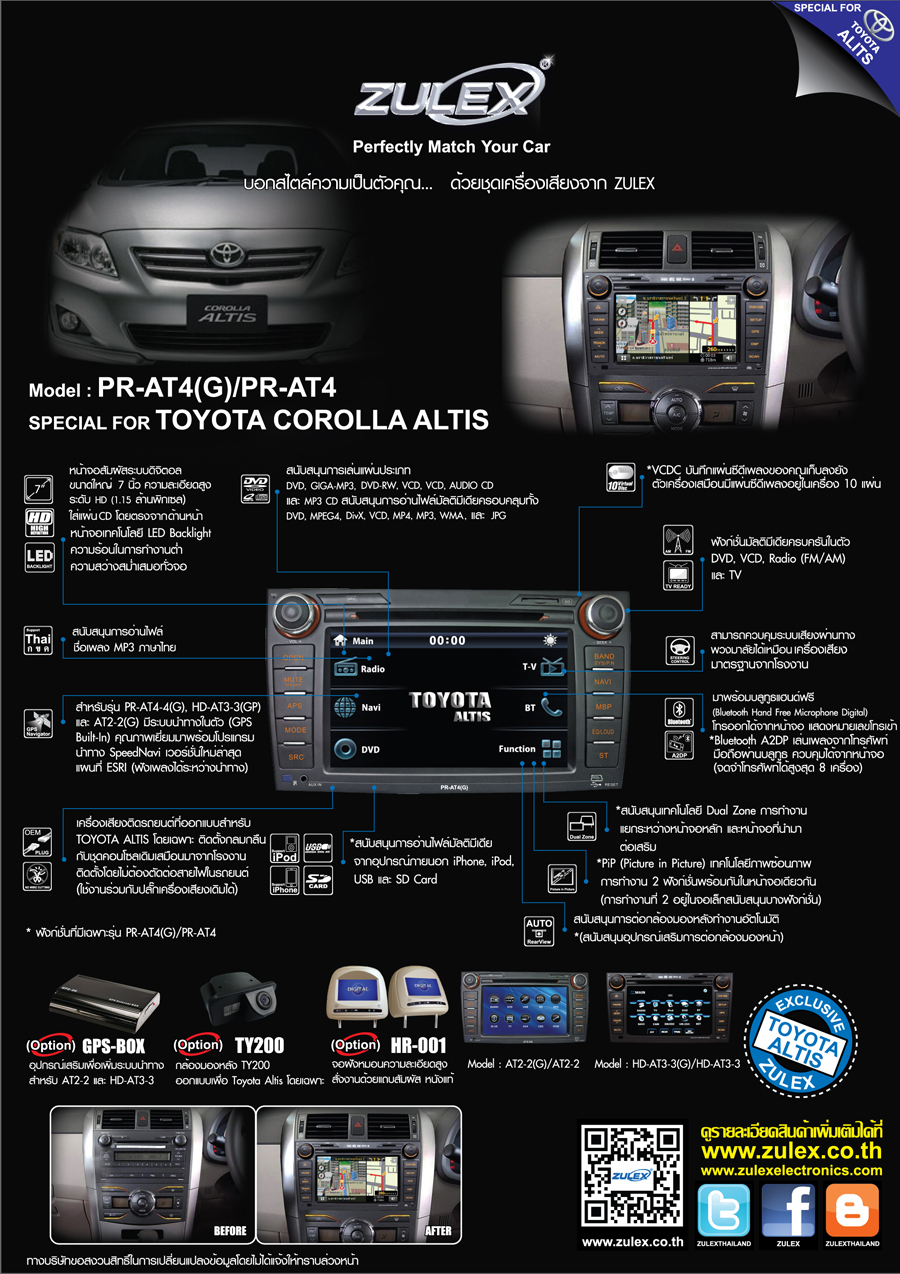 SPECIAL FOR
TOYOTA
ALITS
ZULEX
Perfectly Match Your Car
บอกสไตล์ความเป็นตัวคุณ... ด้วยชุดเครื่องเสียงจาก ZULEX
COROLLA
ALTIS
Model : PR-AT4(G)/PR-AT4
SPECIAL FOR TOYOTA COROLLA ALTIS
7"
HD
HIGH DEFINITION
LED
BACKLIGHT
หน้าจอสัมผัสระบบดิจิตอล
ขนาดใหญ่ 7 นิ้ว ความละเอียดสูง
ระดับ HD (1.15 ล้านพิกเซล)
ใส่แผ่น CD โดยตรงจากด้านหน้า
หน้าจอเทคโนโลยี LED Backlight
ความร้อนในการทำงานต่ำ
ความสว่างสม่ำเสมอทั่วจอ
DVD
VIDEO
สนับสนุนการเล่นแผ่นประเภท
DVD, GIGA-MP3, DVD-RW, VCD, VCD, AUDIO CD
และ MP3 CD สนับสนุนการอ่านไฟล์มัลติมีเดียครอบคลุมทั้ง
DVD, MPEG4, DivX, VCD, MP4, MP3, WMA, และ JPG
10 Virtual Disc
*VCDC บันทึกแผ่นซีดีเพลงของคุณเก็บลงยัง
ตัวเครื่องเสมือนมีแผ่นซีดีเพลงอยู่ในเครื่อง 10 แผ่น
AM FM
TV READY
ฟังก์ชั่นมัลติมีเดียครบครันในตัว
DVD, VCD, Radio (FM/AM)
และ TV
Support
Thai
ก ข ค
สนับสนุนการอ่านไฟล์
ชื่อเพลง MP3 ภาษาไทย
STEERING CONTROL
สามารถควบคุมระบบเสียงผ่านทาง
พวงมาลัยได้เหมือนเครื่องเสียง
มาตรฐานจากโรงงาน
GPS
Navigator
สำหรับรุ่น PR-AT4-4(G), HD-AT3-3(GP)
และ AT2-2(G) มีระบบนำทางในตัว (GPS
Built-In) คุณภาพเยี่ยมมาพร้อมโปรแกรม
นำทาง SpeedNavi เวอร์ชั่นใหม่ล่าสุด
แผนที่ ESRI (ฟังเพลงได้ระหว่างนำทาง)
Main 00:00
Radio T-V
Navi TOYOTA ALTIS BT
DVD Function
OPEN
MUTE
APS
MODE
SRC
BAND
NAVI
MBP
EQ.LOUD
ST
AUX IN
PR-AT4(G)
RESET
Bluetooth
A2DP
มาพร้อมบลูทูธแฮนด์ฟรี
(Bluetooth Hand Free Microphone Digital)
โทรออกได้จากหน้าจอ แสดงหมายเลขโทรเข้า
*Bluetooth A2DP เล่นเพลงจากโทรศัพท์
มือถือผ่านบลูทูธ ควบคุมได้จากหน้าจอ
(จดจำโทรศัพท์ได้สูงสุด 8 เครื่อง)
OEM
PLUG
NO WIRE CUTTING
เครื่องเสียงติดรถยนต์ที่ออกแบบสำหรับ
TOYOTA ALTIS โดยเฉพาะ ติดตั้งกลมกลืน
กับชุดคอนโซลเดิมเสมือนมาจากโรงงาน
ติดตั้งโดยไม่ต้องตัดต่อสายไฟในรถยนต์
(ใช้งานร่วมกับปลั๊กเครื่องเสียงเดิมได้)
Support
iPod
USB
Support
iPhone
SD
CARD
*สนับสนุนการอ่านไฟล์มัลติมีเดีย
จากอุปกรณ์ภายนอก iPhone, iPod,
USB และ SD Card
Dual Zone
*สนับสนุนเทคโนโลยี Dual Zone การทำงาน
แยกระหว่างหน้าจอหลัก และหน้าจอที่นำมา
ต่อเสริม
Picture in Picture
*PiP (Picture in Picture) เทคโนโลยีภาพซ้อนภาพ
การทำงาน 2 ฟังก์ชั่นพร้อมกันในหน้าจอเดียวกัน
(การทำงานที่ 2 อยู่ในจอเล็กสนับสนุนบางฟังก์ชั่น)
AUTO
RearView
สนับสนุนการต่อกล้องมองหลังทำงานอัตโนมัติ
*(สนับสนุนอุปกรณ์เสริมการต่อกล้องมองหน้า)
* ฟังก์ชั่นที่มีเฉพาะรุ่น PR-AT4(G)/PR-AT4
(Option) GPS-BOX
อุปกรณ์เสริมเพื่อเพิ่มระบบนำทาง
สำหรับ AT2-2 และ HD-AT3-3
(Option) TY200
กล้องมองหลัง TY200
ออกแบบเพื่อ Toyota Altis โดยเฉพาะ
DIGITAL
DIGITAL
(Option) HR-001
จอฝังหมอนความละเอียดสูง
สั่งงานด้วยแถบสัมผัส หนังแท้
Model : AT2-2(G)/AT2-2
Model : HD-AT3-3(G)/HD-AT3-3
EXCLUSIVE
TOYOTA
ALTIS
ZULEX
BEFORE
AFTER
ZULEX
www.zulex.co.th
ดูรายละเอียดสินค้าเพิ่มเติมได้ที่
www.zulex.co.th
www.zulexelectronics.com
ZULEXTHAILAND
ZULEX
ZULEXTHAILAND
ทางบริษัทขอสงวนสิทธิ์ในการเปลี่ยนแปลงข้อมูลโดยไม่ได้แจ้งให้ทราบล่วงหน้า